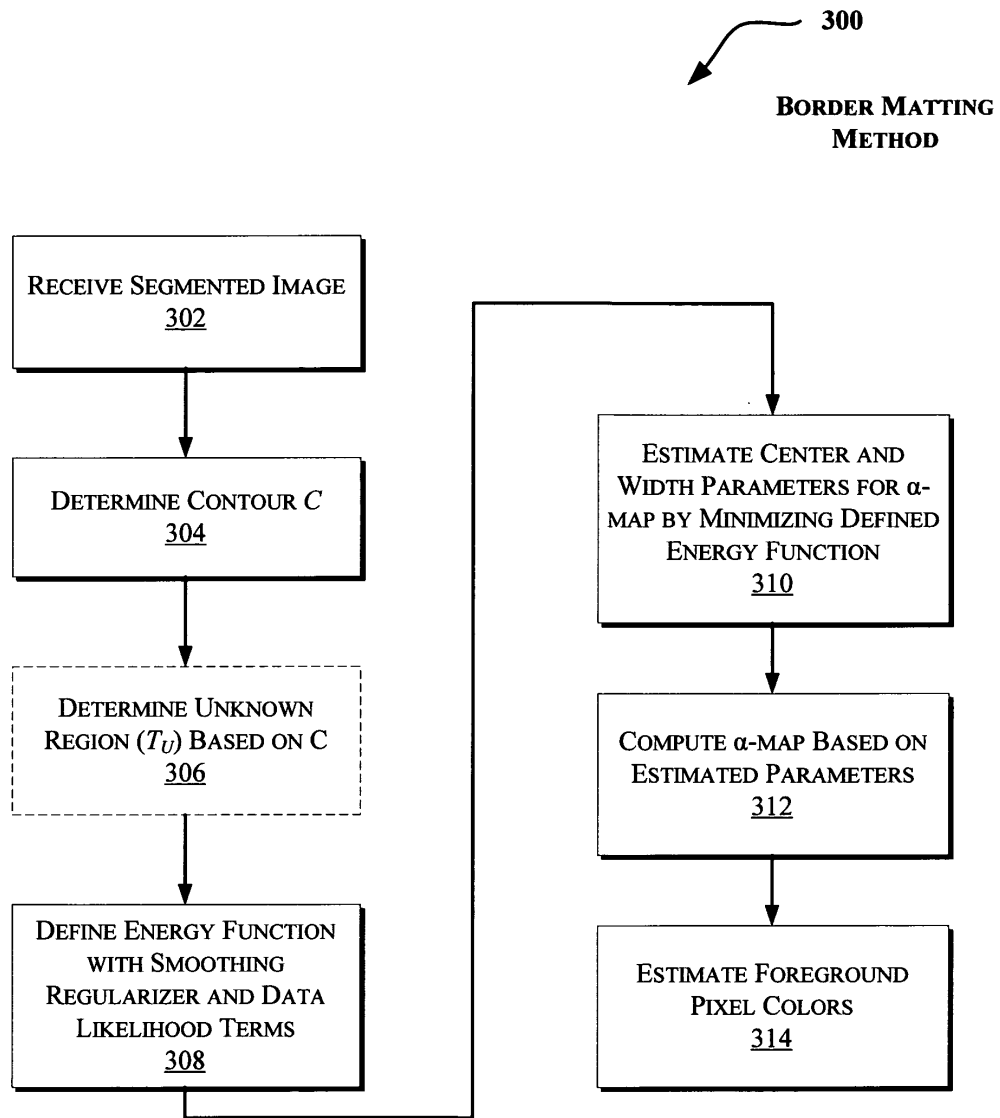 300
BORDER MATTING
METHOD
RECEIVE SEGMENTED IMAGE
302
DETERMINE CONTOUR C
304
DETERMINE UNKNOWN
REGION (TU) BASED ON C
306
DEFINE ENERGY FUNCTION
WITH SMOOTHING
REGULARIZER AND DATA
LIKELIHOOD TERMS
308
ESTIMATE CENTER AND
WIDTH PARAMETERS FOR α-
MAP BY MINIMIZING DEFINED
ENERGY FUNCTION
310
COMPUTE α-MAP BASED ON
ESTIMATED PARAMETERS
312
ESTIMATE FOREGROUND
PIXEL COLORS
314